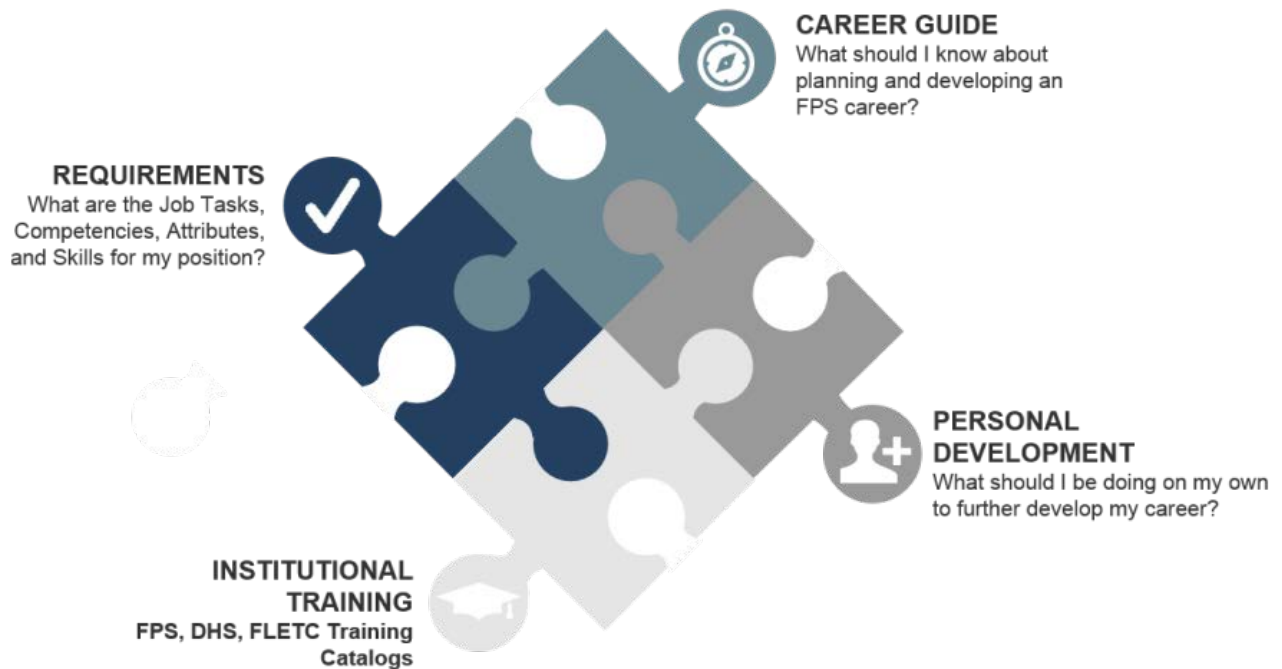 CAREER GUIDE
What should I know about
planning and developing an
FPS career?
REQUIREMENTS
What are the Job Tasks,
Competencies, Attributes,
and Skills for my position?
PERSONAL
DEVELOPMENT
What should I be doing on my own
to further develop my career?
INSTITUTIONAL
TRAINING
FPS, DHS, FLETC Training
Catalogs